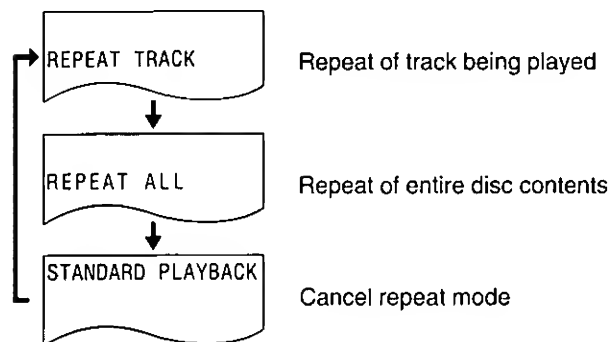 REPEAT TRACK Repeat of track being played
REPEAT ALL Repeat of entire disc contents
STANDARD PLAYBACK Cancel repeat mode